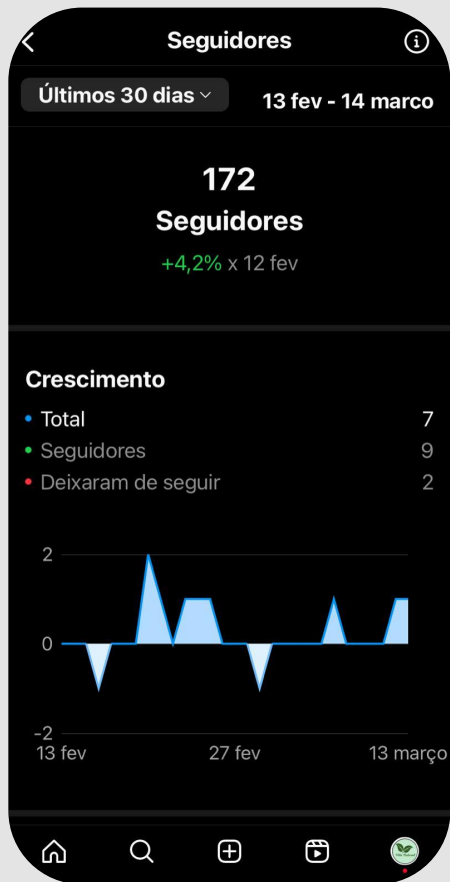 Seguidores
Últimos 30 dias
13 fev - 14 marco
172
Seguidores
+4,2% x 12 fev
Crescimento
Total 7
Seguidores 9
Deixaram de seguir 2
2
0
-2
13 fev 27 fev 13 março